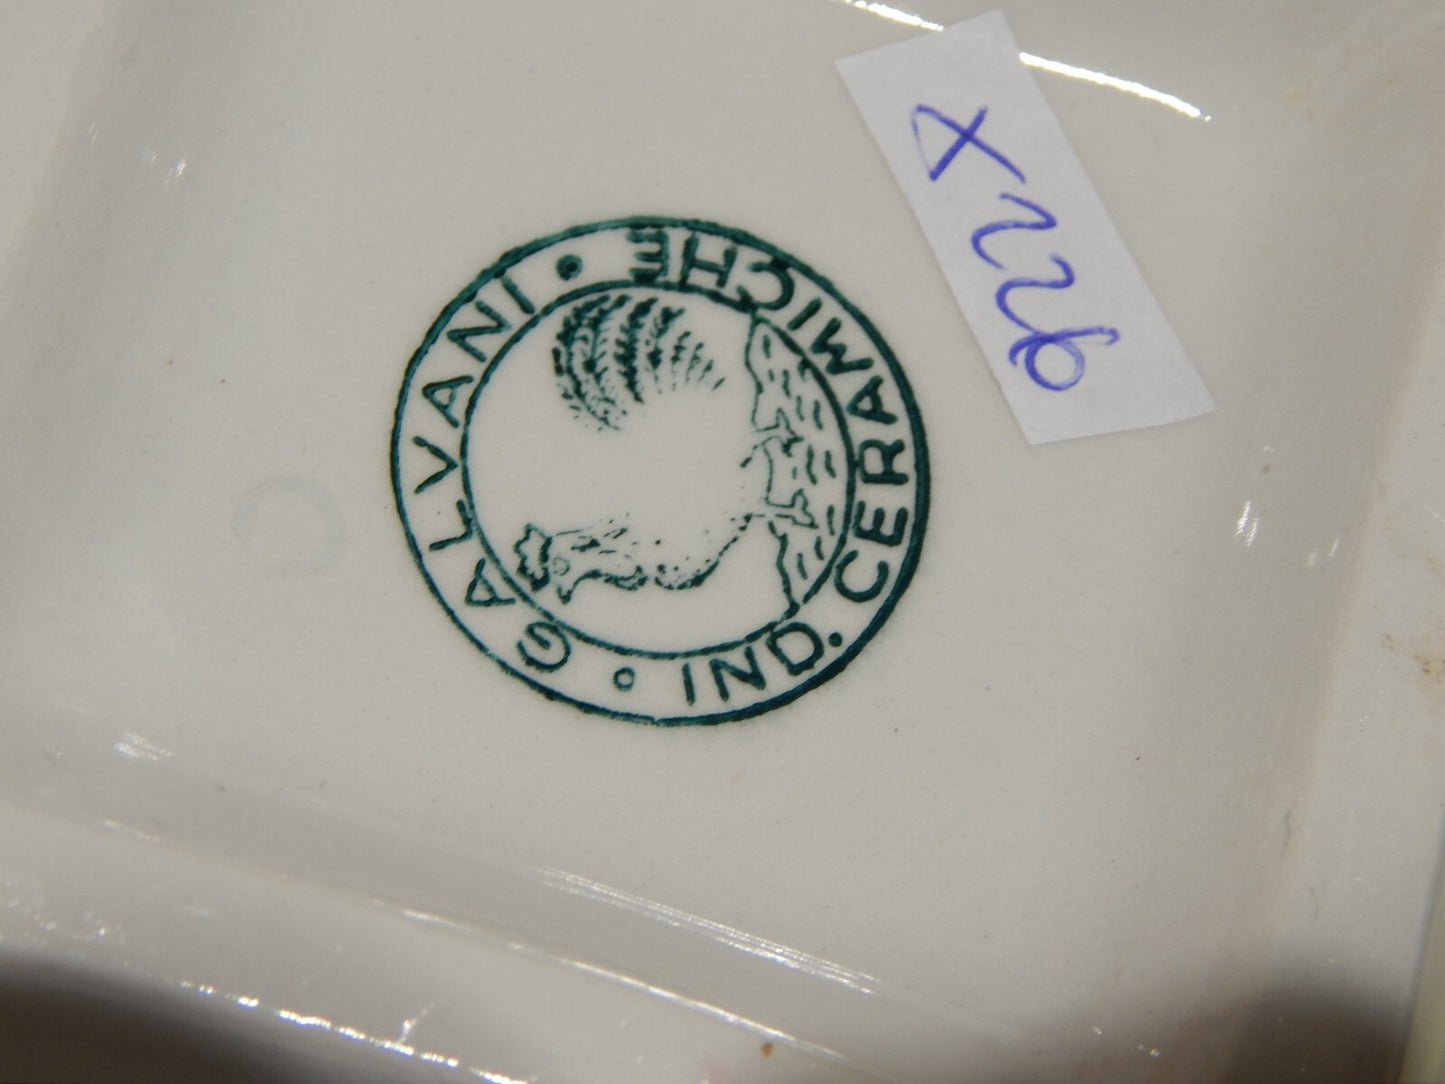 GALVANI
IND. CERAMICHE
X226